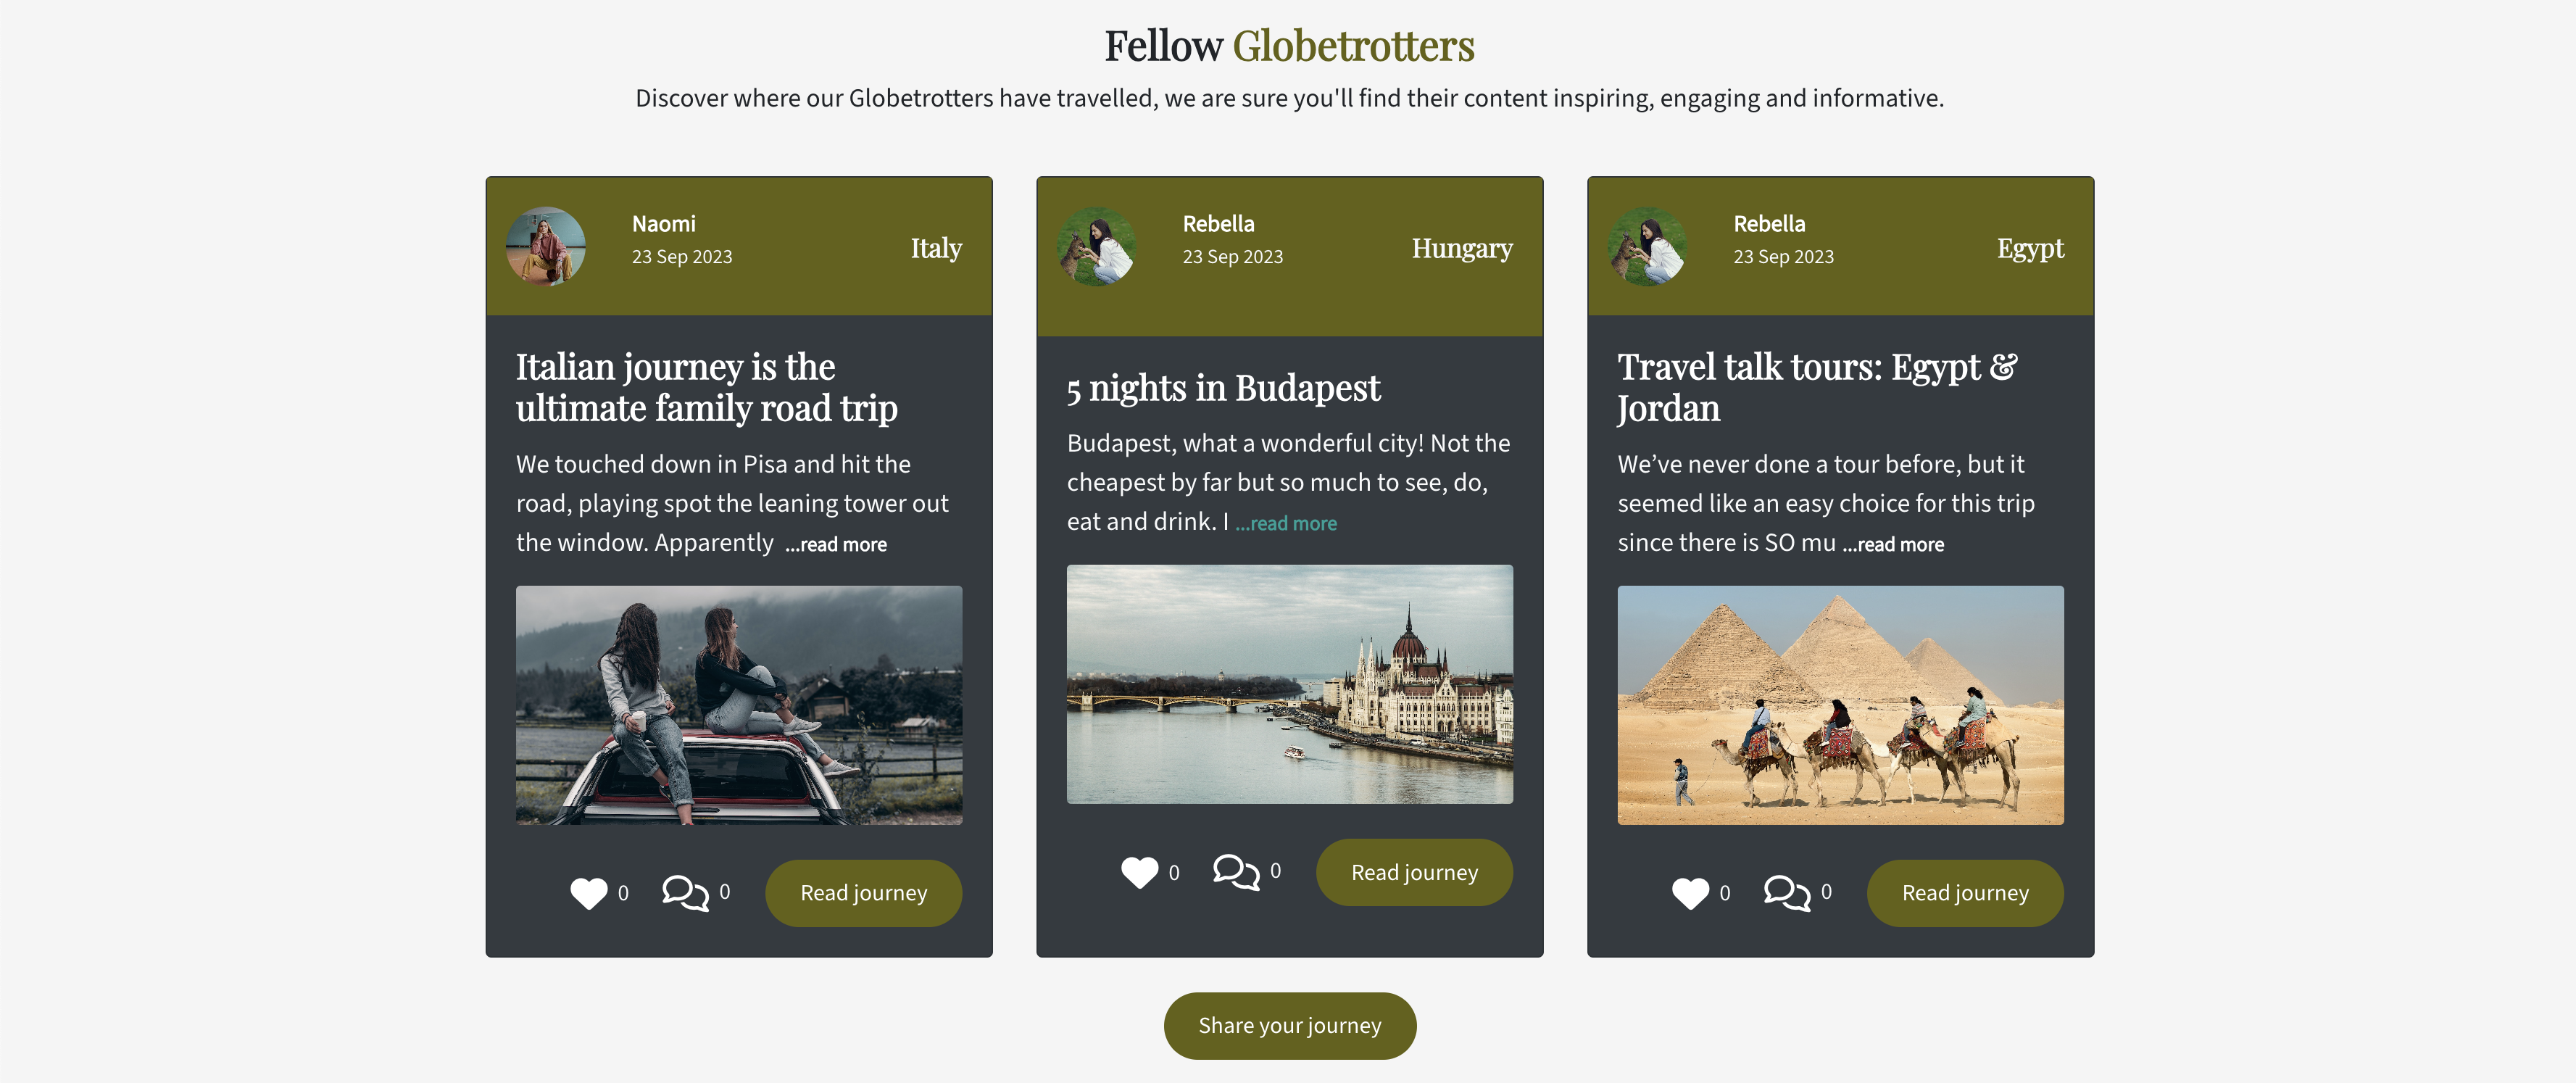 Fellow Globetrotters
Discover where our Globetrotters have travelled, we are sure you'll find their content inspiring, engaging and informative.
Naomi
23 Sep 2023
Italy
Italian journey is the
ultimate family road trip
We touched down in Pisa and hit the
road, playing spot the leaning tower out
the window. Apparently ...read more
0
0
Read journey
Rebella
23 Sep 2023
Hungary
5 nights in Budapest
Budapest, what a wonderful city! Not the
cheapest by far but so much to see, do,
eat and drink. I ...read more
0
0
Read journey
Rebella
23 Sep 2023
Egypt
Travel talk tours: Egypt &
Jordan
We’ve never done a tour before, but it
seemed like an easy choice for this trip
since there is SO mu ...read more
0
0
Read journey
Share your journey